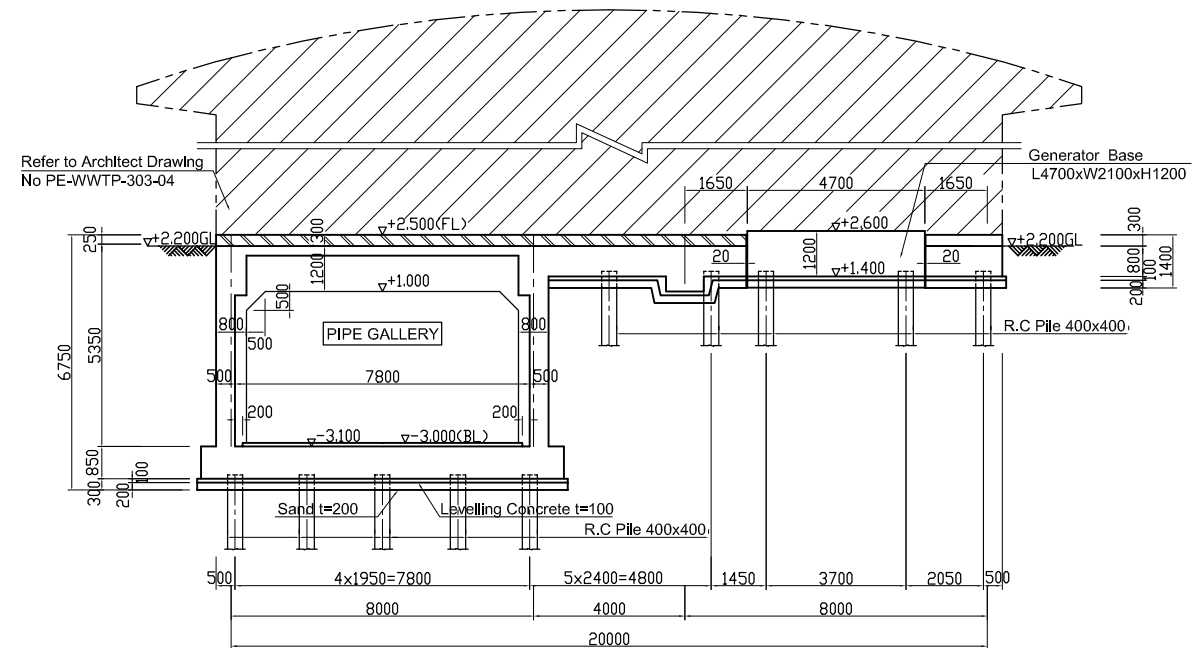 Refer to Architect Drawing
No PE-WWTP-303-04
Generator Base
L4700xW2100xH1200
1650
4700
1650
+2.500(FL)
+2.600
300
250
+2.200GL
+2.200GL
300
20
1200
20
1200
+1.400
800
100
200
1400
+1.000
500
800
500
800
PIPE GALLERY
R.C Pile 400x400
6750
5350
500
7800
500
200
200
-3.100
-3.000(BL)
850
100
300
200
Sand t=200
Levelling Concrete t=100
R.C Pile 400x400
500
4x1950=7800
5x2400=4800
1450
3700
2050
500
8000
4000
8000
20000